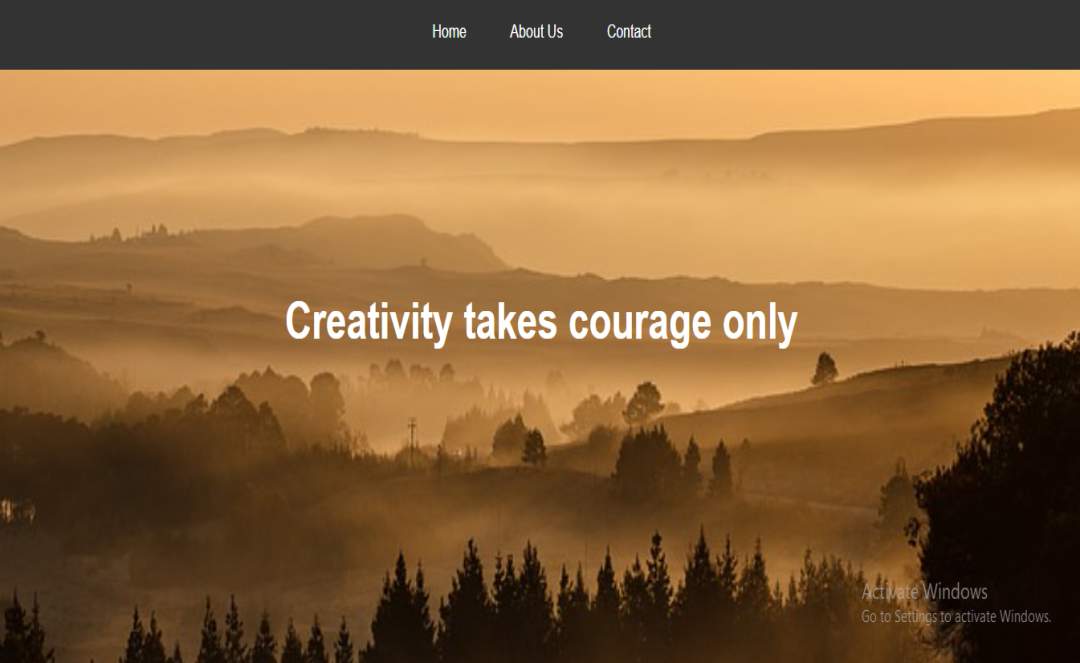 Home About Us Contact
Creativity takes courage only
Activate Windows
Go to Settings to activate Windows.